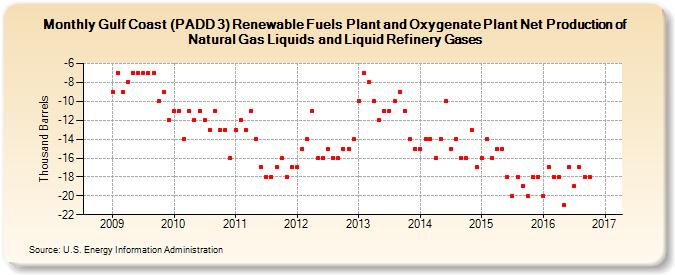 Monthly Gulf Coast (PADD 3) Renewable Fuels Plant and Oxygenate Plant Net Production of
Natural Gas Liquids and Liquid Refinery Gases
Thousand Barrels
-6
-8
-10
-12
-14
-16
-18
-20
-22
2009 2010 2011 2012 2013 2014 2015 2016 2017
Source: U.S. Energy Information Administration